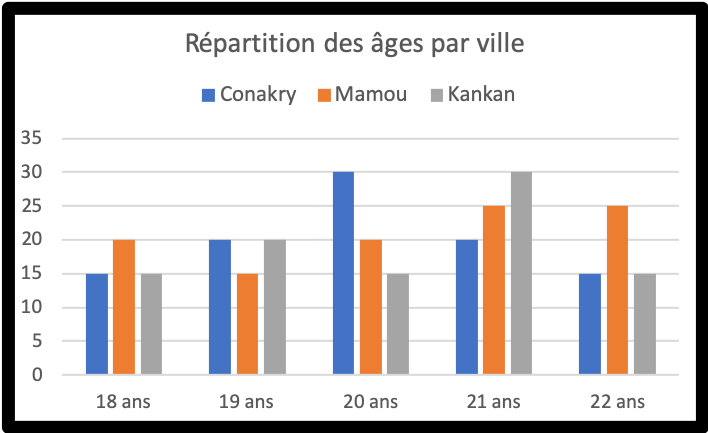 Répartition des âges par ville
Conakry Mamou Kankan
35
30
25
20
15
10
5
0
18 ans 19 ans 20 ans 21 ans 22 ans